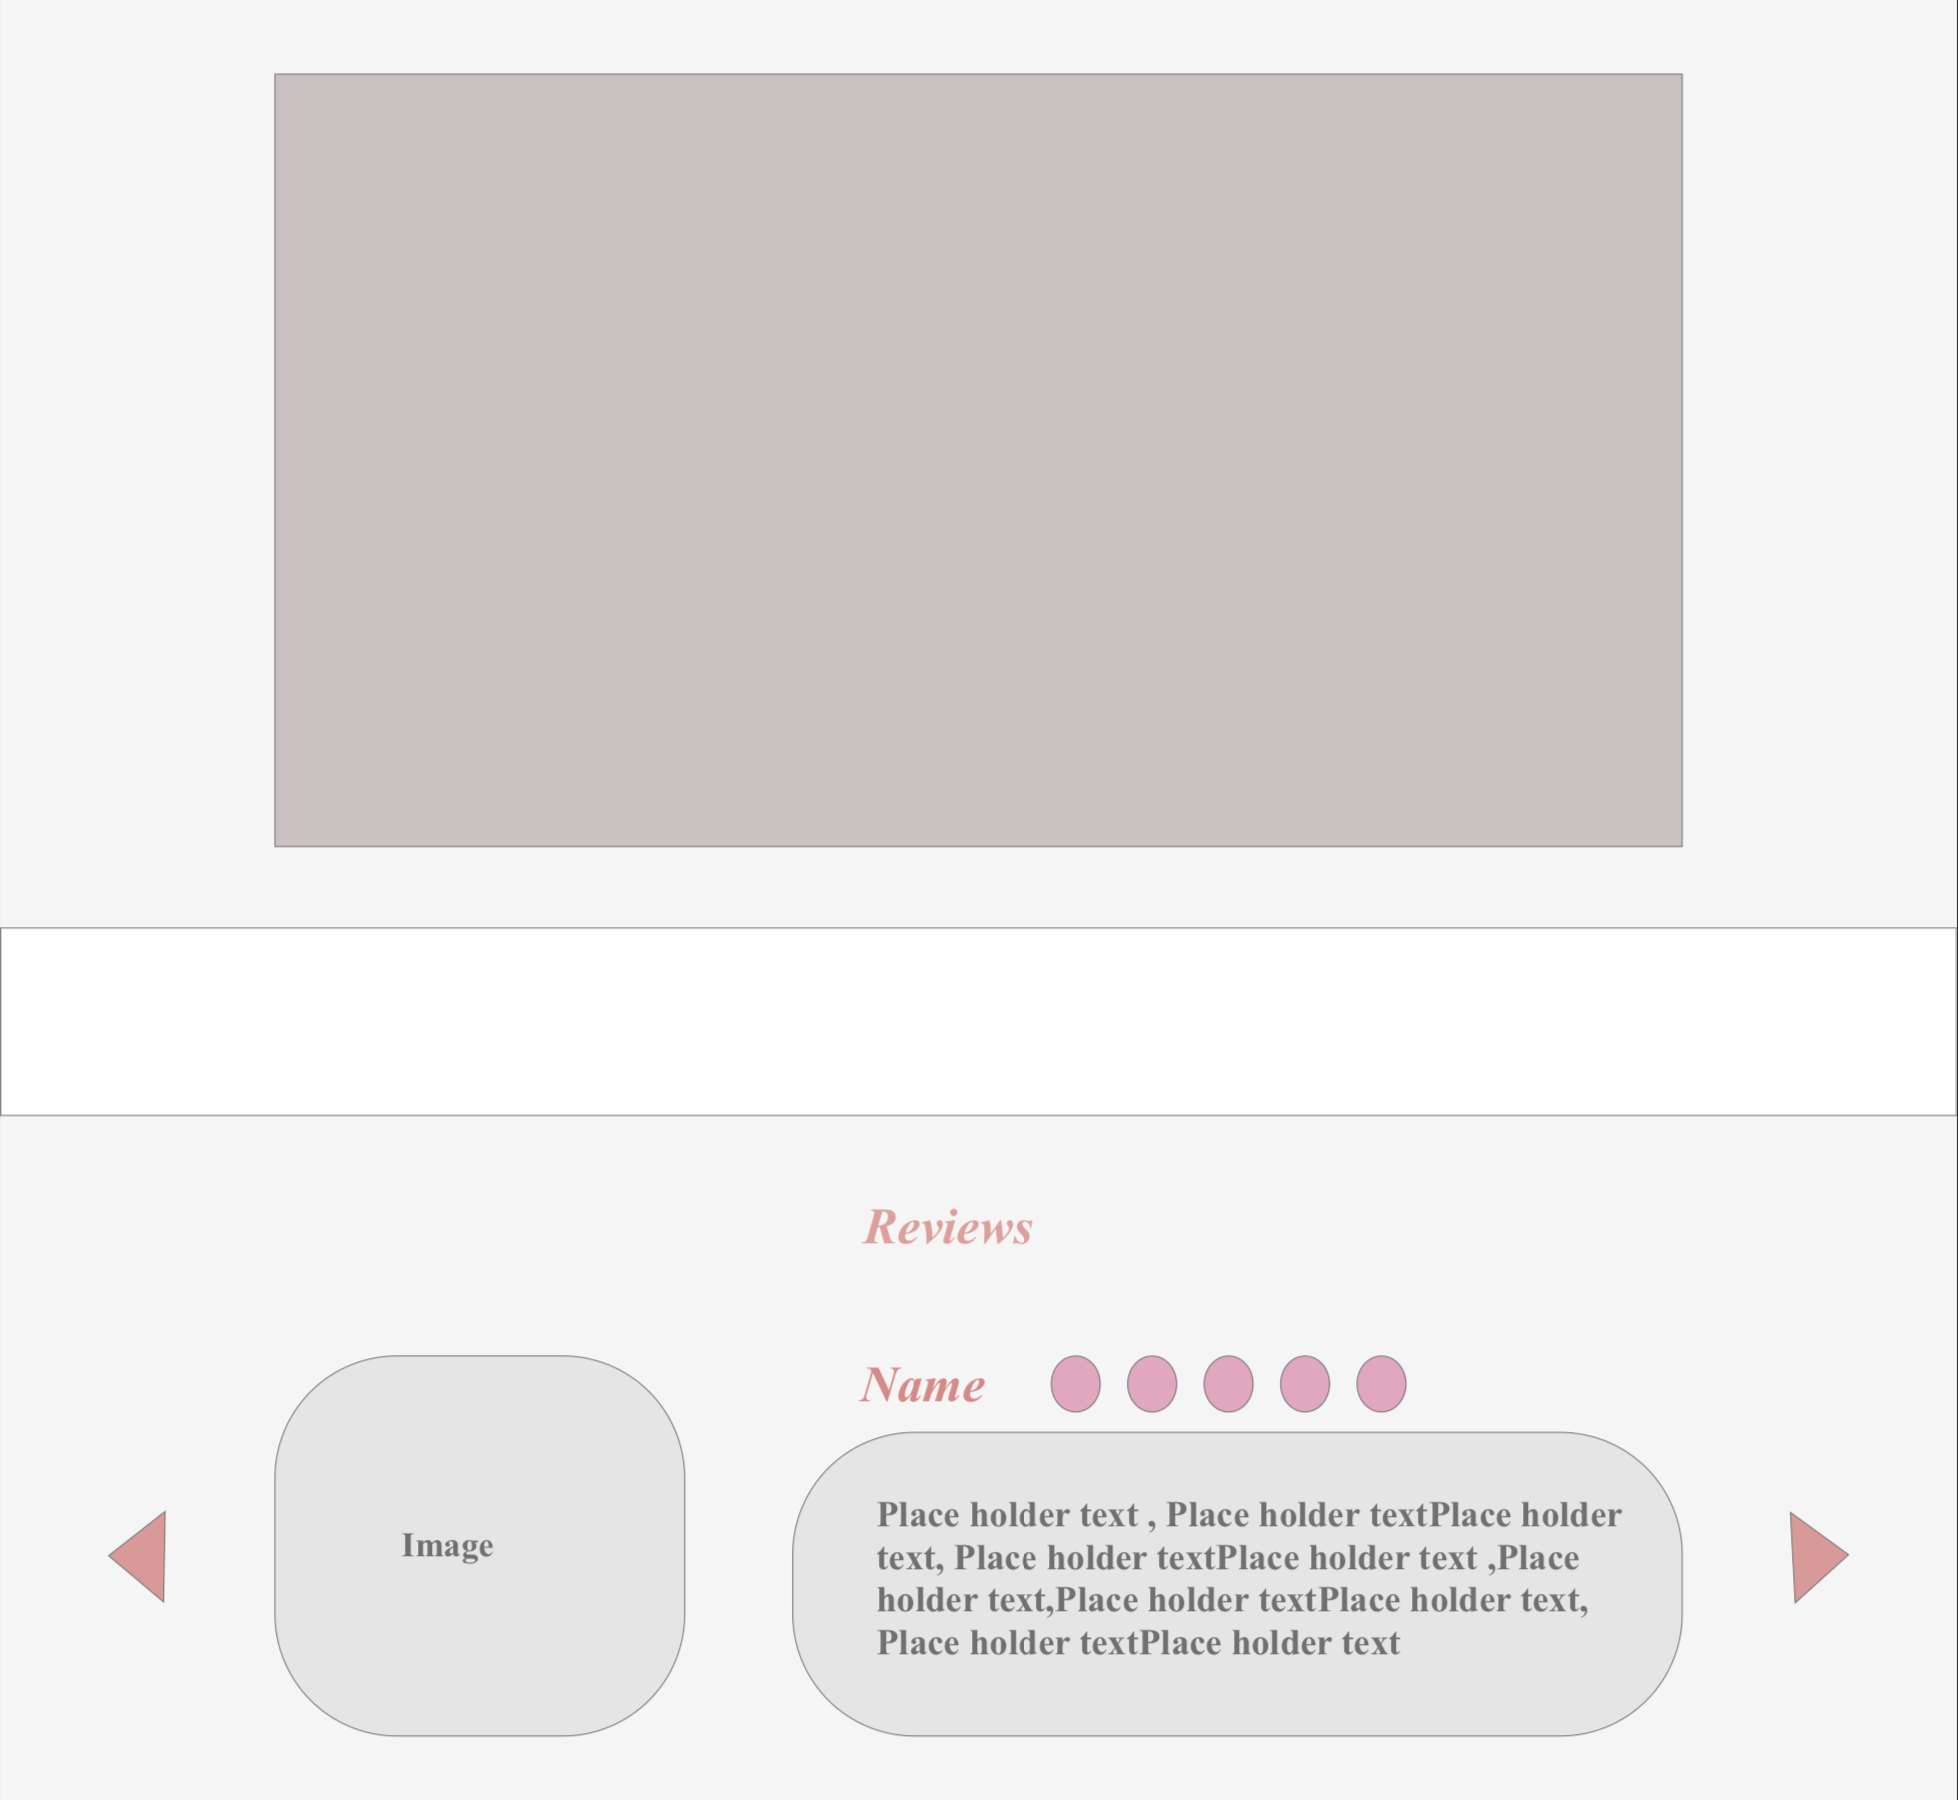 Reviews
Name
Image
Place holder text , Place holder textPlace holder
text, Place holder textPlace holder text ,Place
holder text,Place holder textPlace holder text,
Place holder textPlace holder text